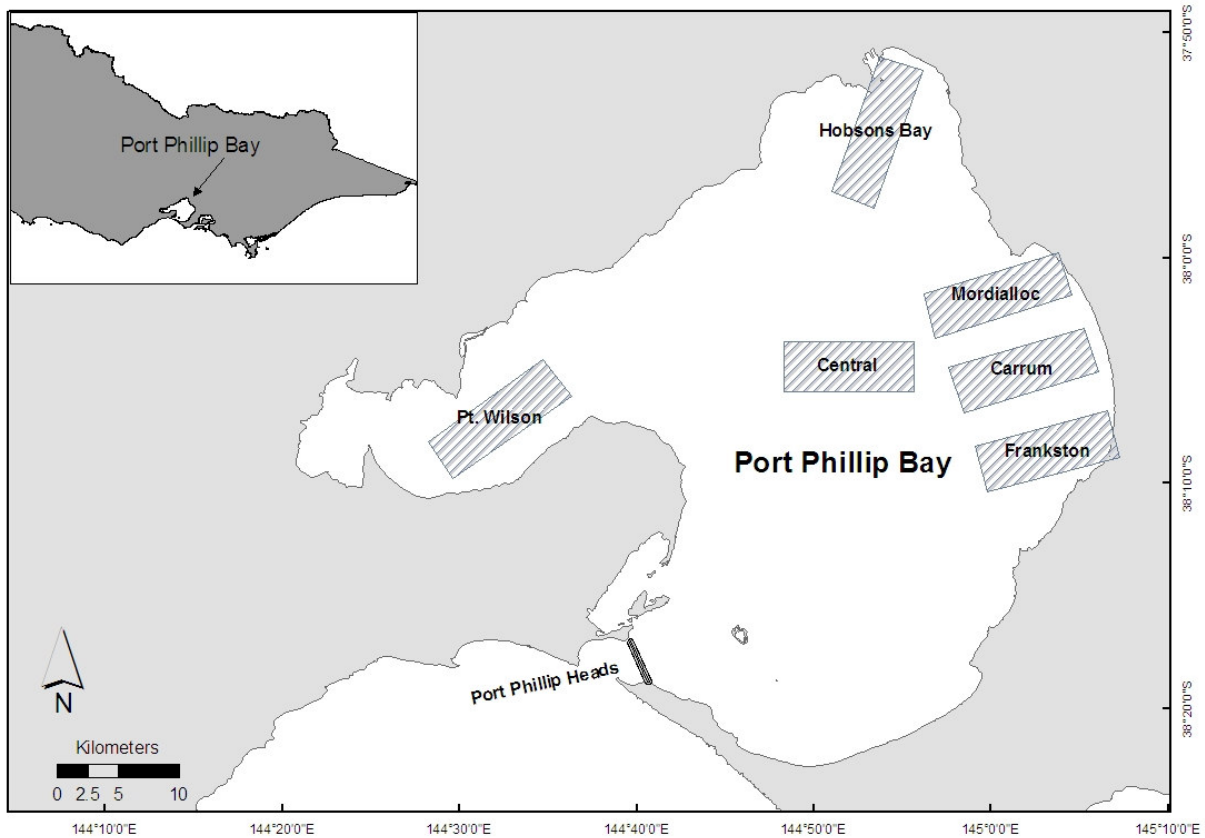 Port Phillip Bay
Hobsons Bay
Mordialloc
Central
Carrum
Pt. Wilson
Frankston
Port Phillip Bay
Port Phillip Heads
N
Kilometers
0 2.5 5 10
37°50'0"S
38°0'0"S
38°10'0"S
38°20'0"S
144°10'0"E 144°20'0"E 144°30'0"E 144°40'0"E 144°50'0"E 145°0'0"E 145°10'0"E